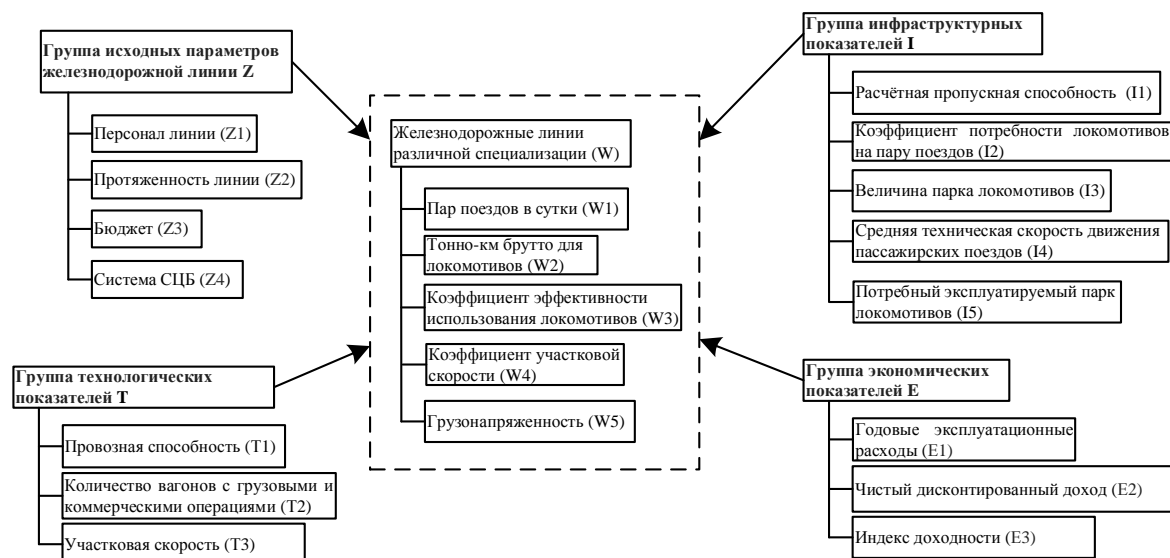 Группа исходных параметров
железнодорожной линии Z
Персонал линии (Z1)
Протяженность линии (Z2)
Бюджет (Z3)
Система СЦБ (Z4)
Группа технологических
показателей T
Провозная способность (T1)
Количество вагонов с грузовыми и
коммерческими операциями (T2)
Участковая скорость (T3)
Железнодорожные линии
различной специализации (W)
Пар поездов в сутки (W1)
Тонно-км брутто для
локомотивов (W2)
Коэффициент эффективности
использования локомотивов (W3)
Коэффициент участковой
скорости (W4)
Грузонапряженность (W5)
Группа инфраструктурных
показателей I
Расчётная пропускная способность (I1)
Коэффициент потребности локомотивов
на пару поездов (I2)
Величина парка локомотивов (I3)
Средняя техническая скорость движения
пассажирских поездов (I4)
Потребный эксплуатируемый парк
локомотивов (I5)
Группа экономических
показателей E
Годовые эксплуатационные
расходы (E1)
Чистый дисконтированный доход (E2)
Индекс доходности (E3)